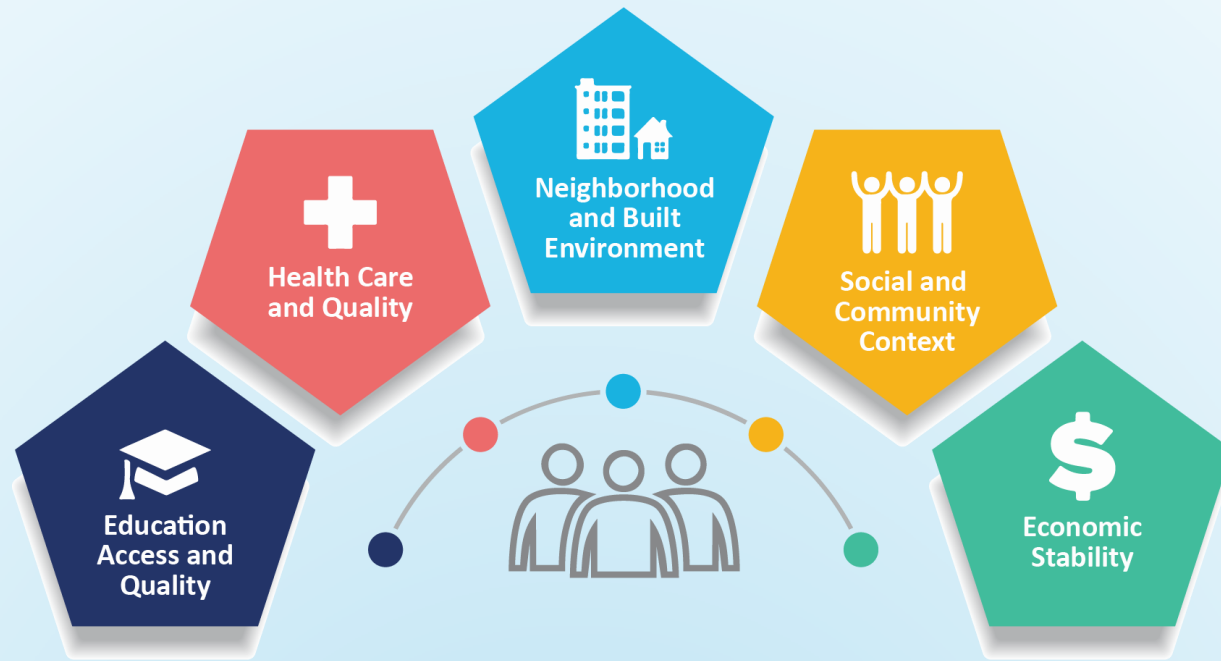 Neighborhood
and Built
Environment
Health Care
and Quality
Social and
Community
Context
Education
Access and
Quality
Economic
Stability